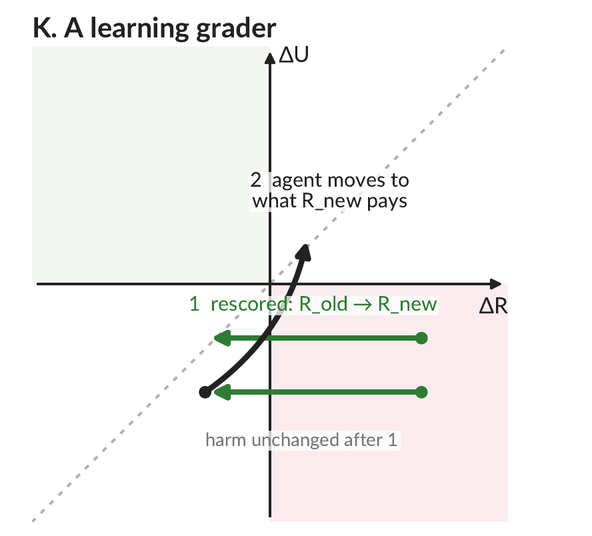 K. A learning grader
ΔU
2 agent moves to
what R_new pays
1 rescored: R_old → R_new
ΔR
harm unchanged after 1